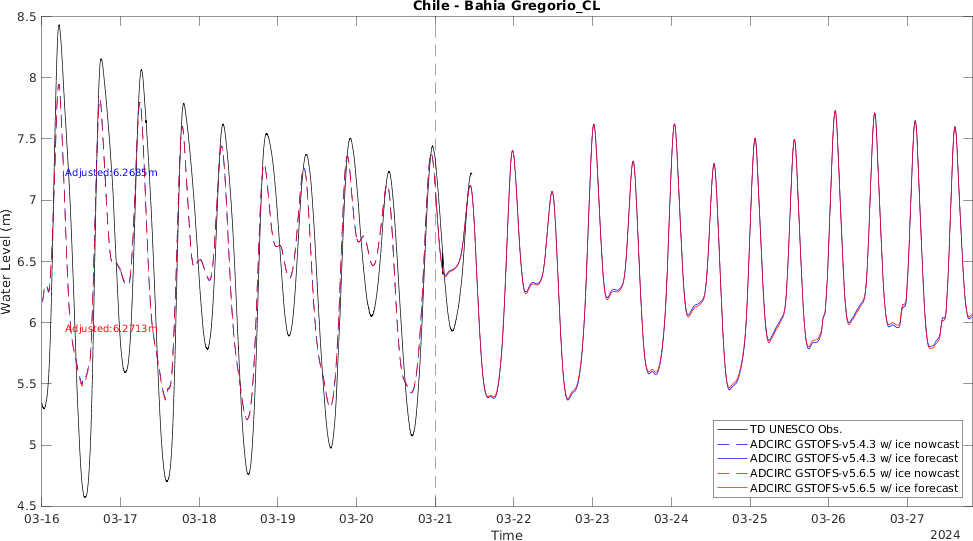 Chile - Bahia Gregorio_CL
8.5
8
7.5
7
6.5
6
5.5
5
4.5
Water Level (m)
Adjusted:6.2685m
Adjusted:6.2713m
TD UNESCO Obs.
ADCIRC GSTOFS-v5.4.3 w/ ice nowcast
ADCIRC GSTOFS-v5.4.3 w/ ice forecast
ADCIRC GSTOFS-v5.6.5 w/ ice nowcast
ADCIRC GSTOFS-v5.6.5 w/ ice forecast
03-16 03-17 03-18 03-19 03-20 03-21 03-22 03-23 03-24 03-25 03-26 03-27
Time
2024